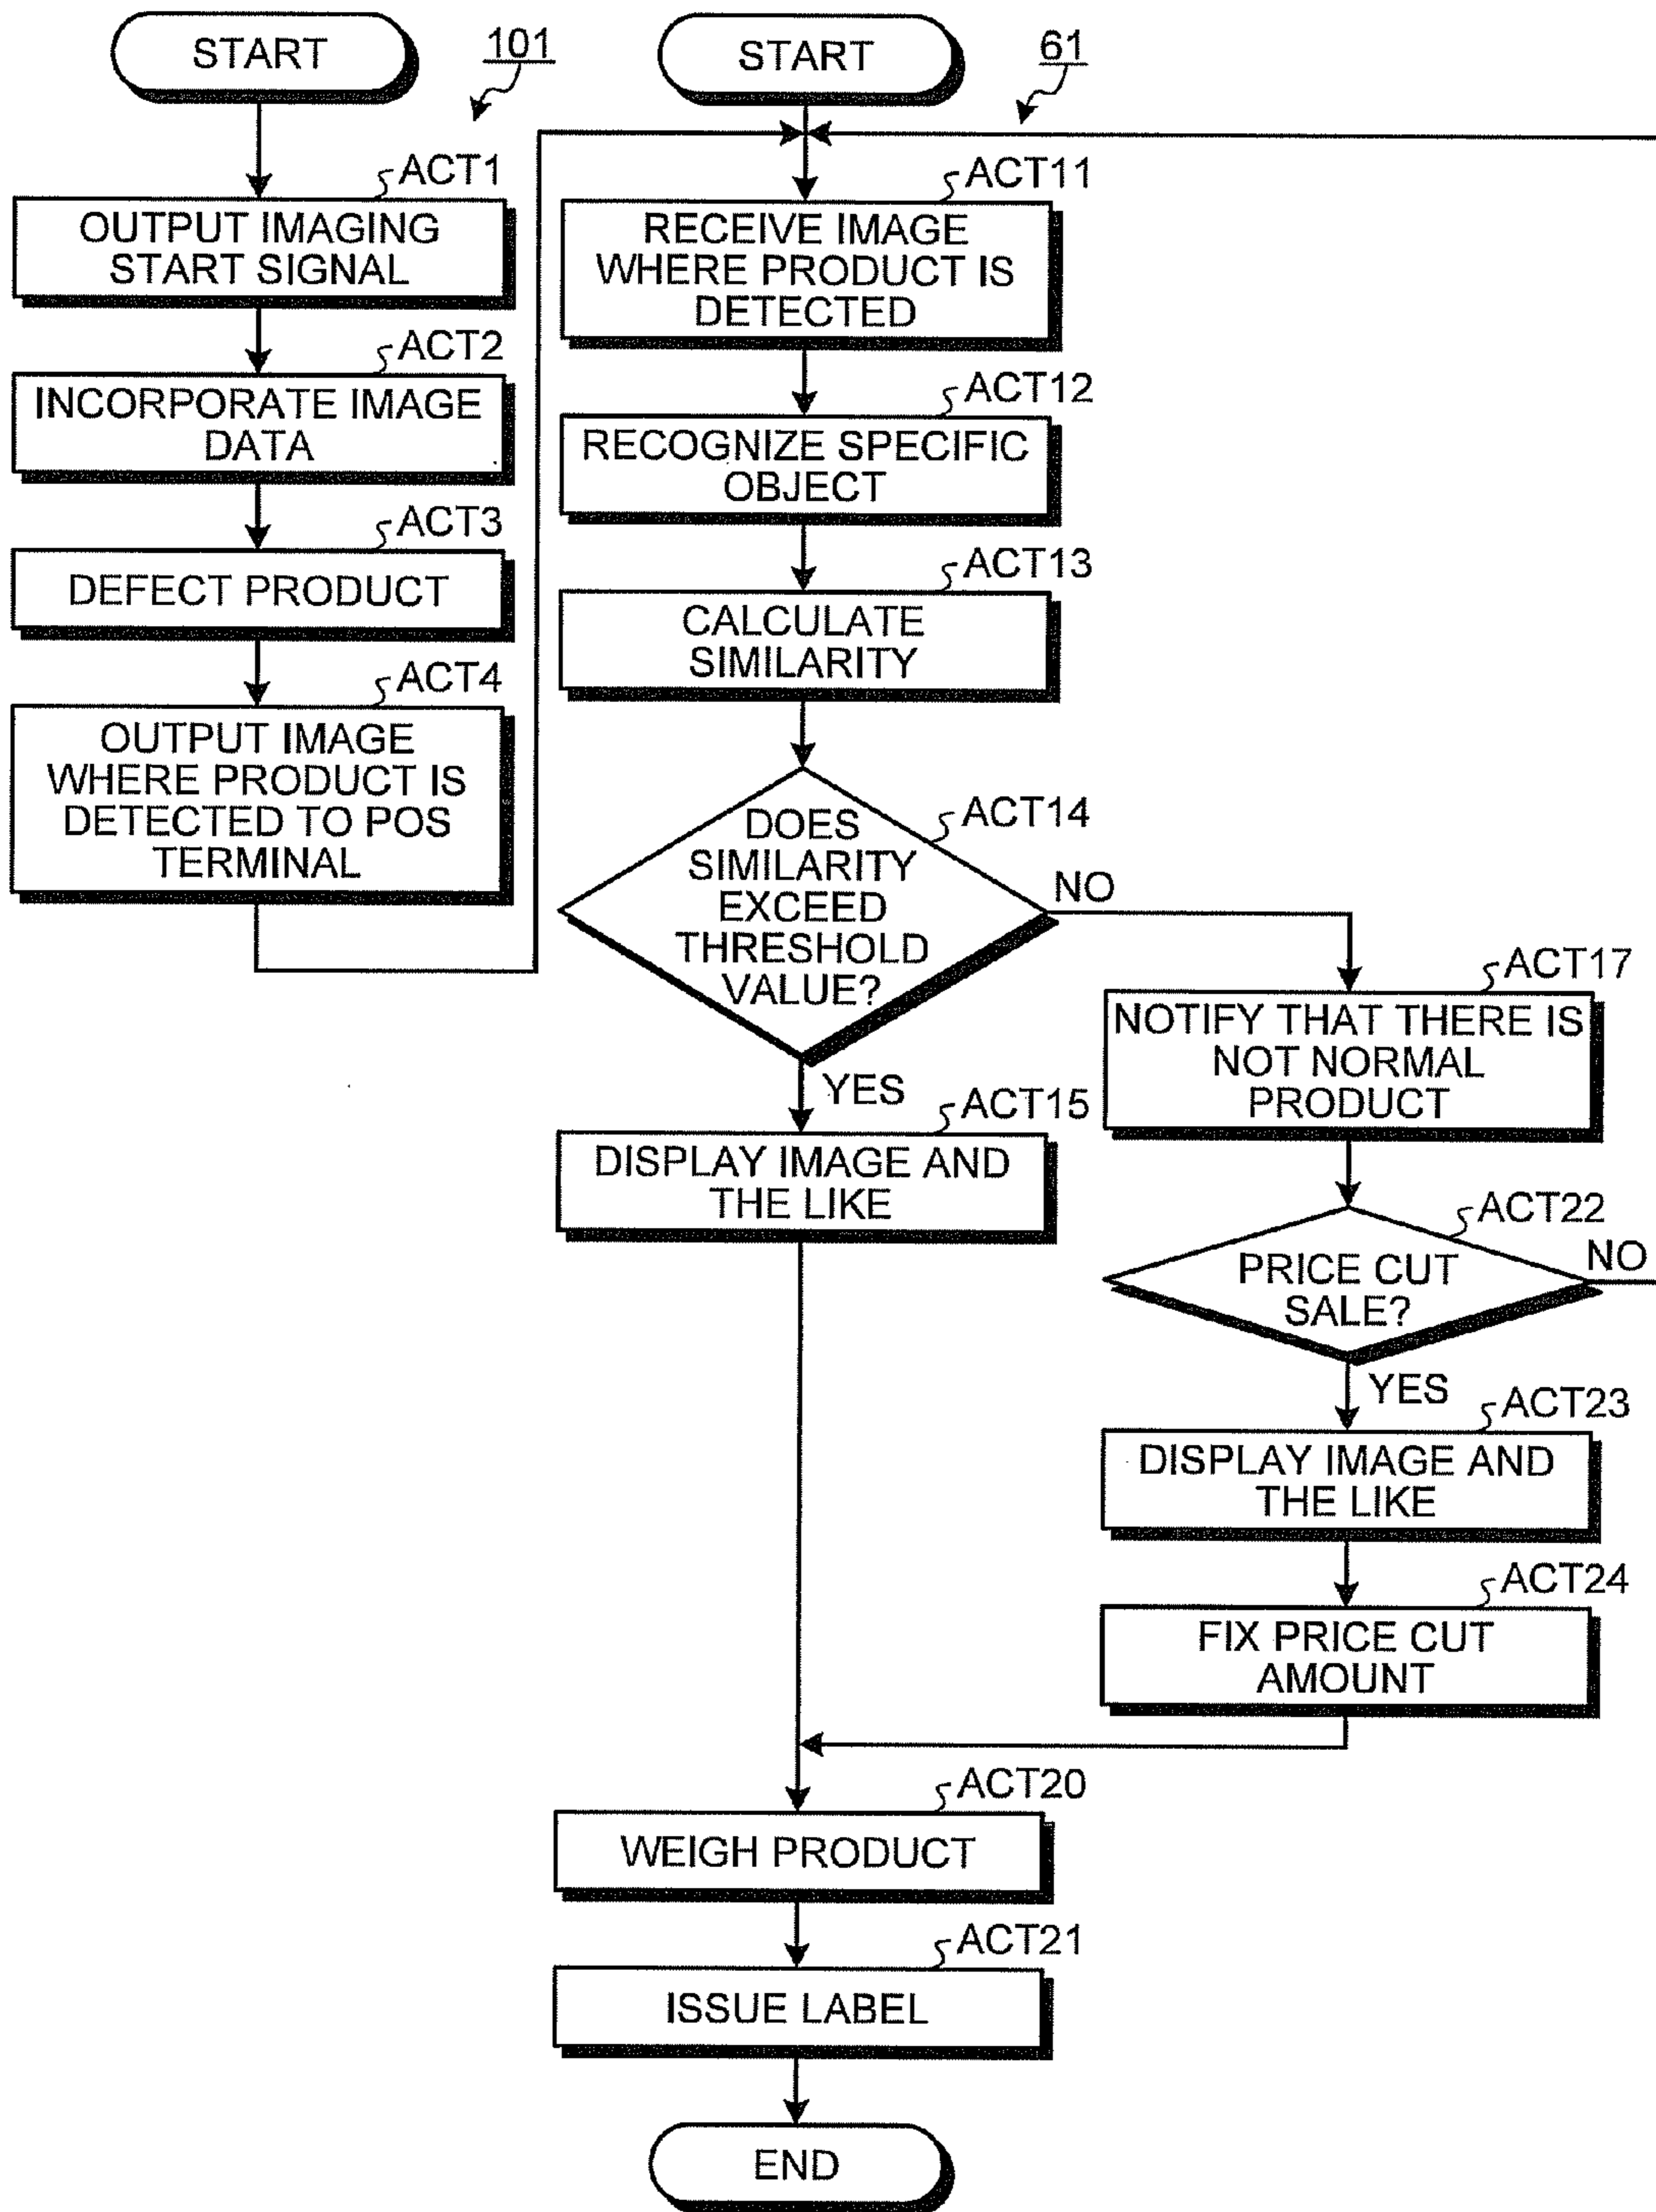 START
101
ACT1
OUTPUT IMAGING
START SIGNAL
ACT2
INCORPORATE IMAGE
DATA
ACT3
DEFECT PRODUCT
ACT4
OUTPUT IMAGE
WHERE PRODUCT IS
DETECTED TO POS
TERMINAL
START
61
ACT11
RECEIVE IMAGE
WHERE PRODUCT IS
DETECTED
ACT12
RECOGNIZE SPECIFIC
OBJECT
ACT13
CALCULATE
SIMILARITY
ACT14
DOES
SIMILARITY
EXCEED
THRESHOLD
VALUE?
NO
YES
ACT15
DISPLAY IMAGE AND
THE LIKE
ACT17
NOTIFY THAT THERE IS
NOT NORMAL
PRODUCT
ACT22
PRICE CUT
SALE?
NO
YES
ACT23
DISPLAY IMAGE AND
THE LIKE
ACT24
FIX PRICE CUT
AMOUNT
ACT20
WEIGH PRODUCT
ACT21
ISSUE LABEL
END